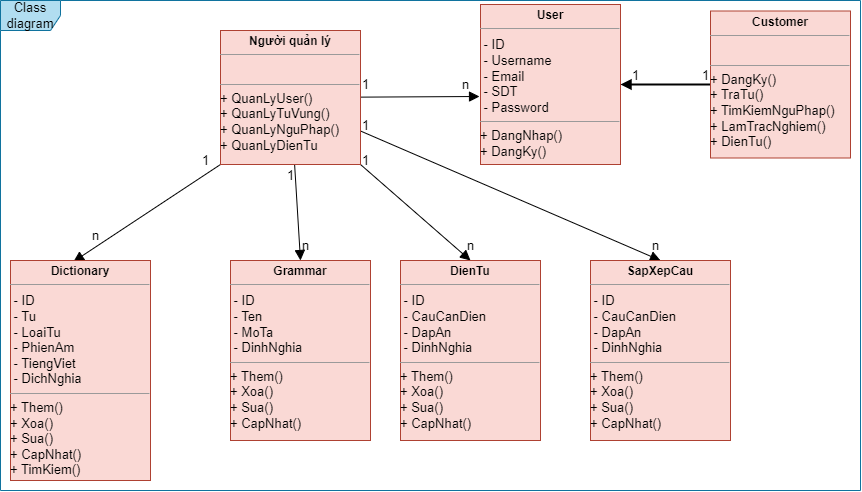 Class
diagram
Người quản lý
+ QuanLyUser()
+ QuanLyTuVung()
+ QuanLyNguPhap()
+ QuanLyDienTu
User
- ID
- Username
- Email
- SDT
- Password
+ DangNhap()
+ DangKy()
Customer
+ DangKy()
+ TraTu()
+ TimKiemNguPhap()
+ LamTracNghiem()
+ DienTu()
1
n
1
1
1
n
1
n
1
n
1
n
Dictionary
- ID
- Tu
- LoaiTu
- PhienAm
- TiengViet
- DichNghia
+ Them()
+ Xoa()
+ Sua()
+ CapNhat()
+ TimKiem()
Grammar
- ID
- Ten
- MoTa
- DinhNghia
+ Them()
+ Xoa()
+ Sua()
+ CapNhat()
DienTu
- ID
- CauCanDien
- DapAn
- DinhNghia
+ Them()
+ Xoa()
+ Sua()
+ CapNhat()
SapXepCau
- ID
- CauCanDien
- DapAn
- DinhNghia
+ Them()
+ Xoa()
+ Sua()
+ CapNhat()